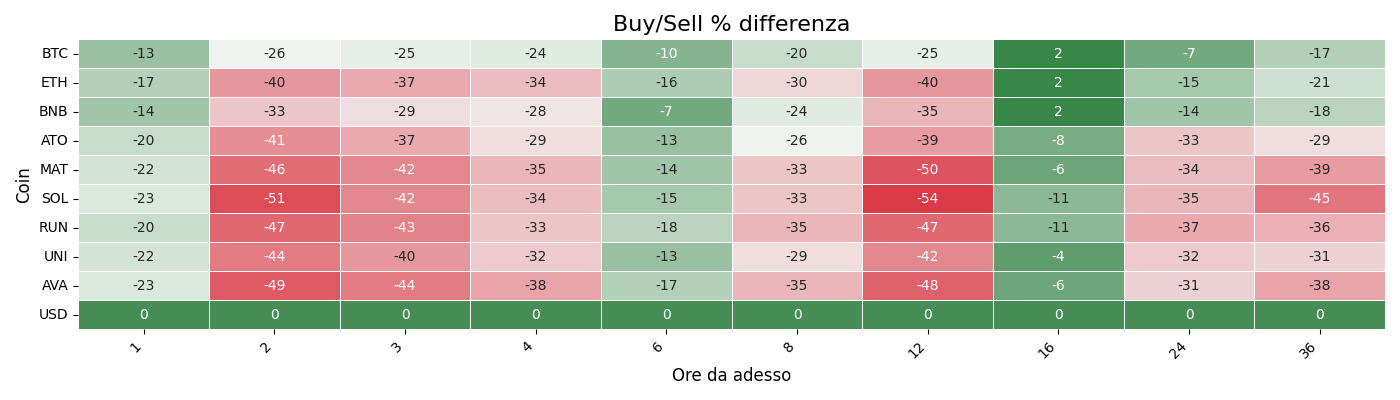 Buy/Sell % differenza
Coin
BTC -13 -26 -25 -24 -10 -20 -25 2 -7 -17
ETH -17 -40 -37 -34 -16 -30 -40 2 -15 -21
BNB -14 -33 -29 -28 -7 -24 -35 2 -14 -18
ATO -20 -41 -37 -29 -13 -26 -39 -8 -33 -29
MAT -22 -46 -42 -35 -14 -33 -50 -6 -34 -39
SOL -23 -51 -42 -34 -15 -33 -54 -11 -35 -45
RUN -20 -47 -43 -33 -18 -35 -47 -11 -37 -36
UNI -22 -44 -40 -32 -13 -29 -42 -4 -32 -31
AVA -23 -49 -44 -38 -17 -35 -48 -6 -31 -38
USD 0 0 0 0 0 0 0 0 0 0
1 2 3 4 6 8 12 16 24 36
Ore da adesso